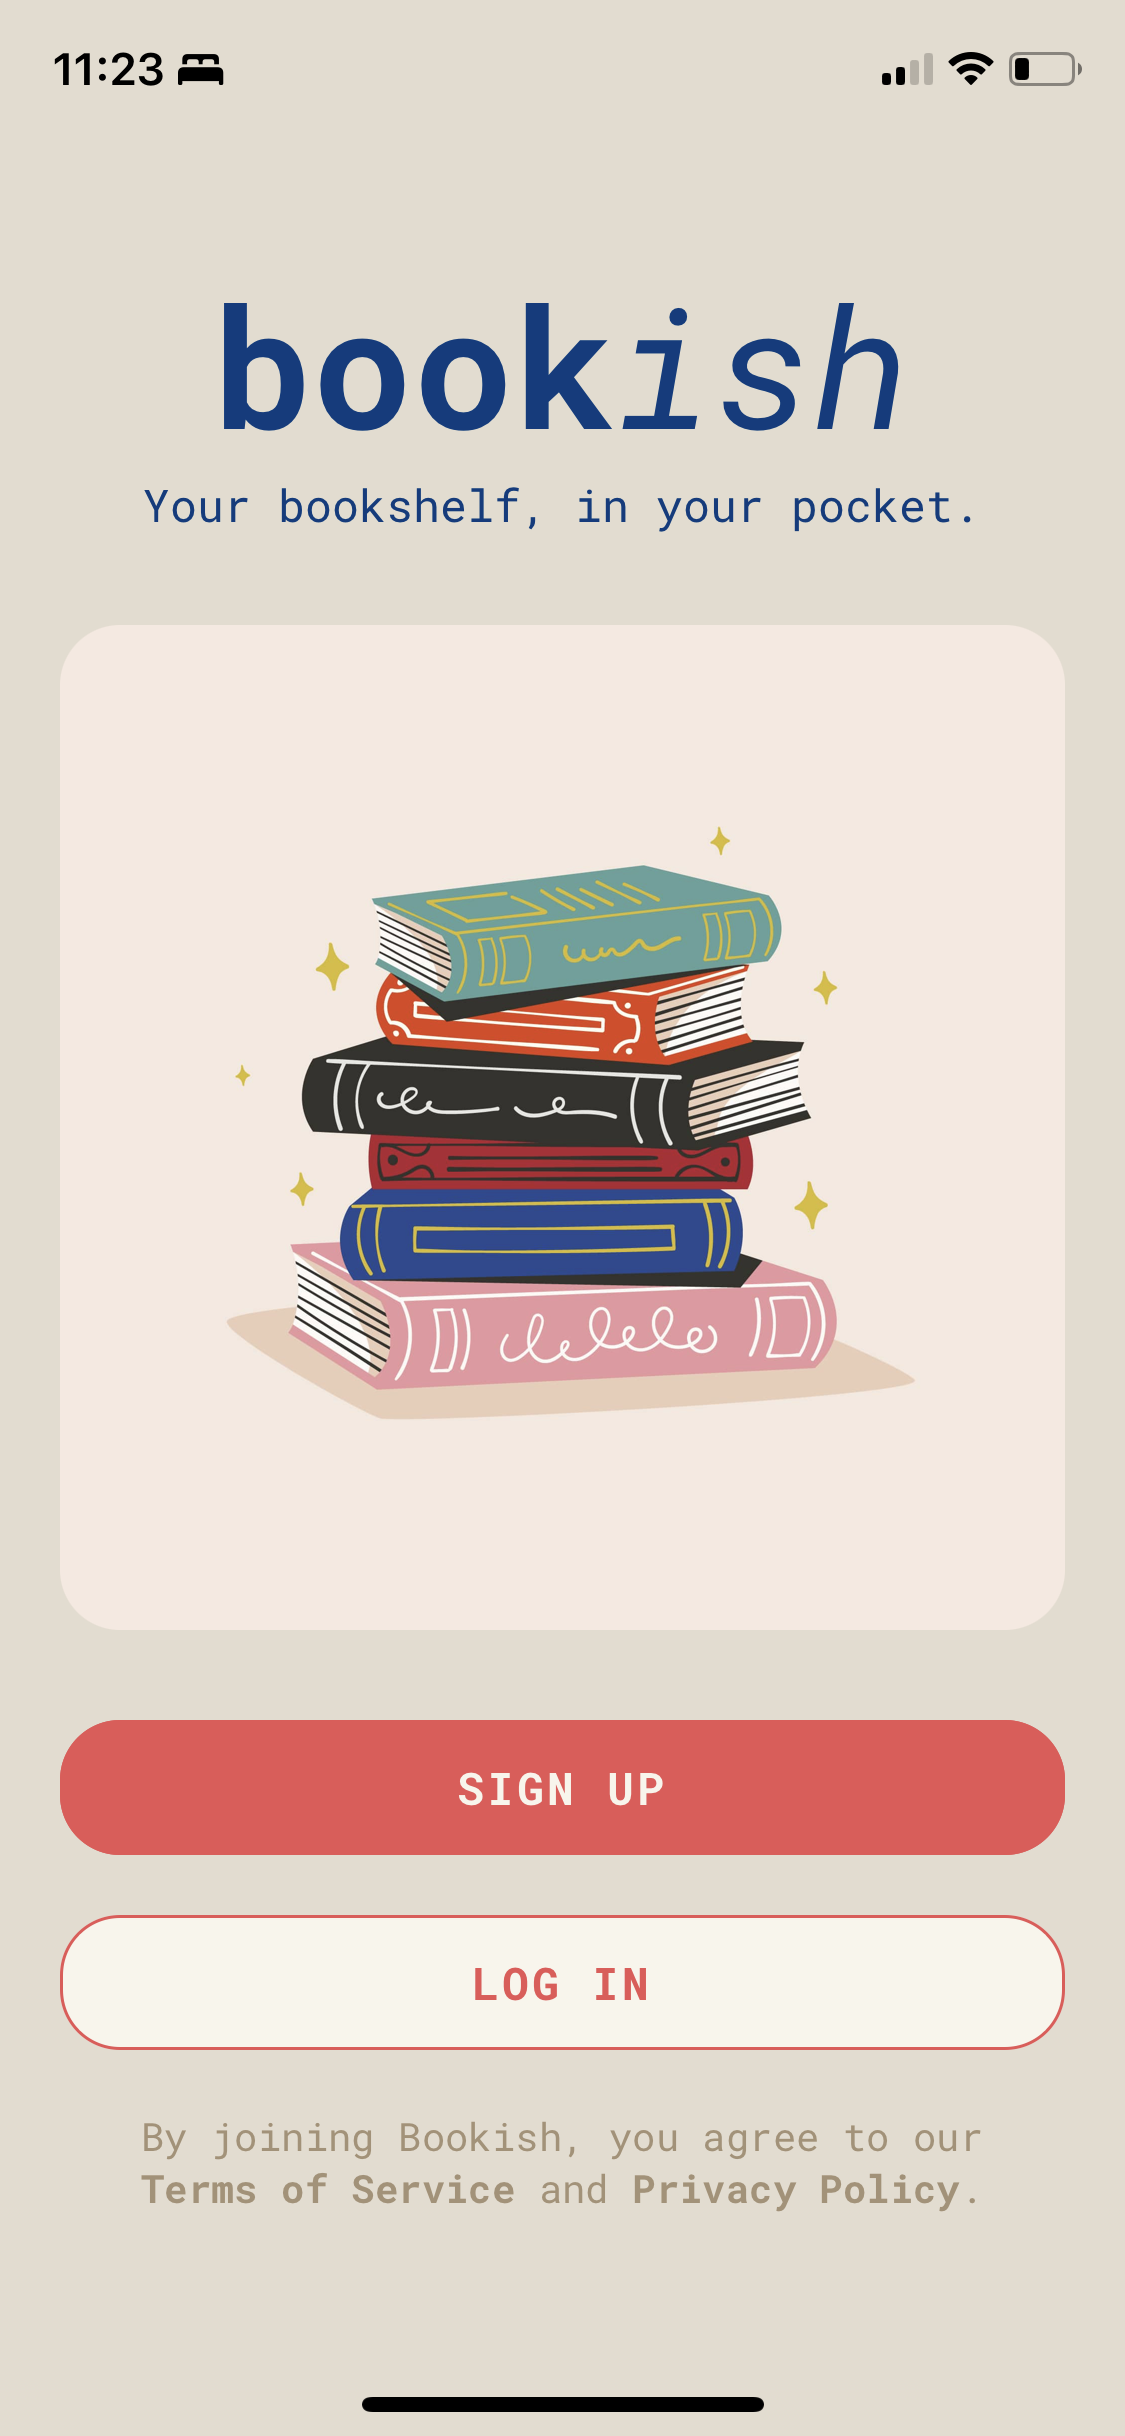 11:23
bookish
Your bookshelf, in your pocket.
SIGN UP
LOG IN
By joining Bookish, you agree to our
Terms of Service and Privacy Policy.